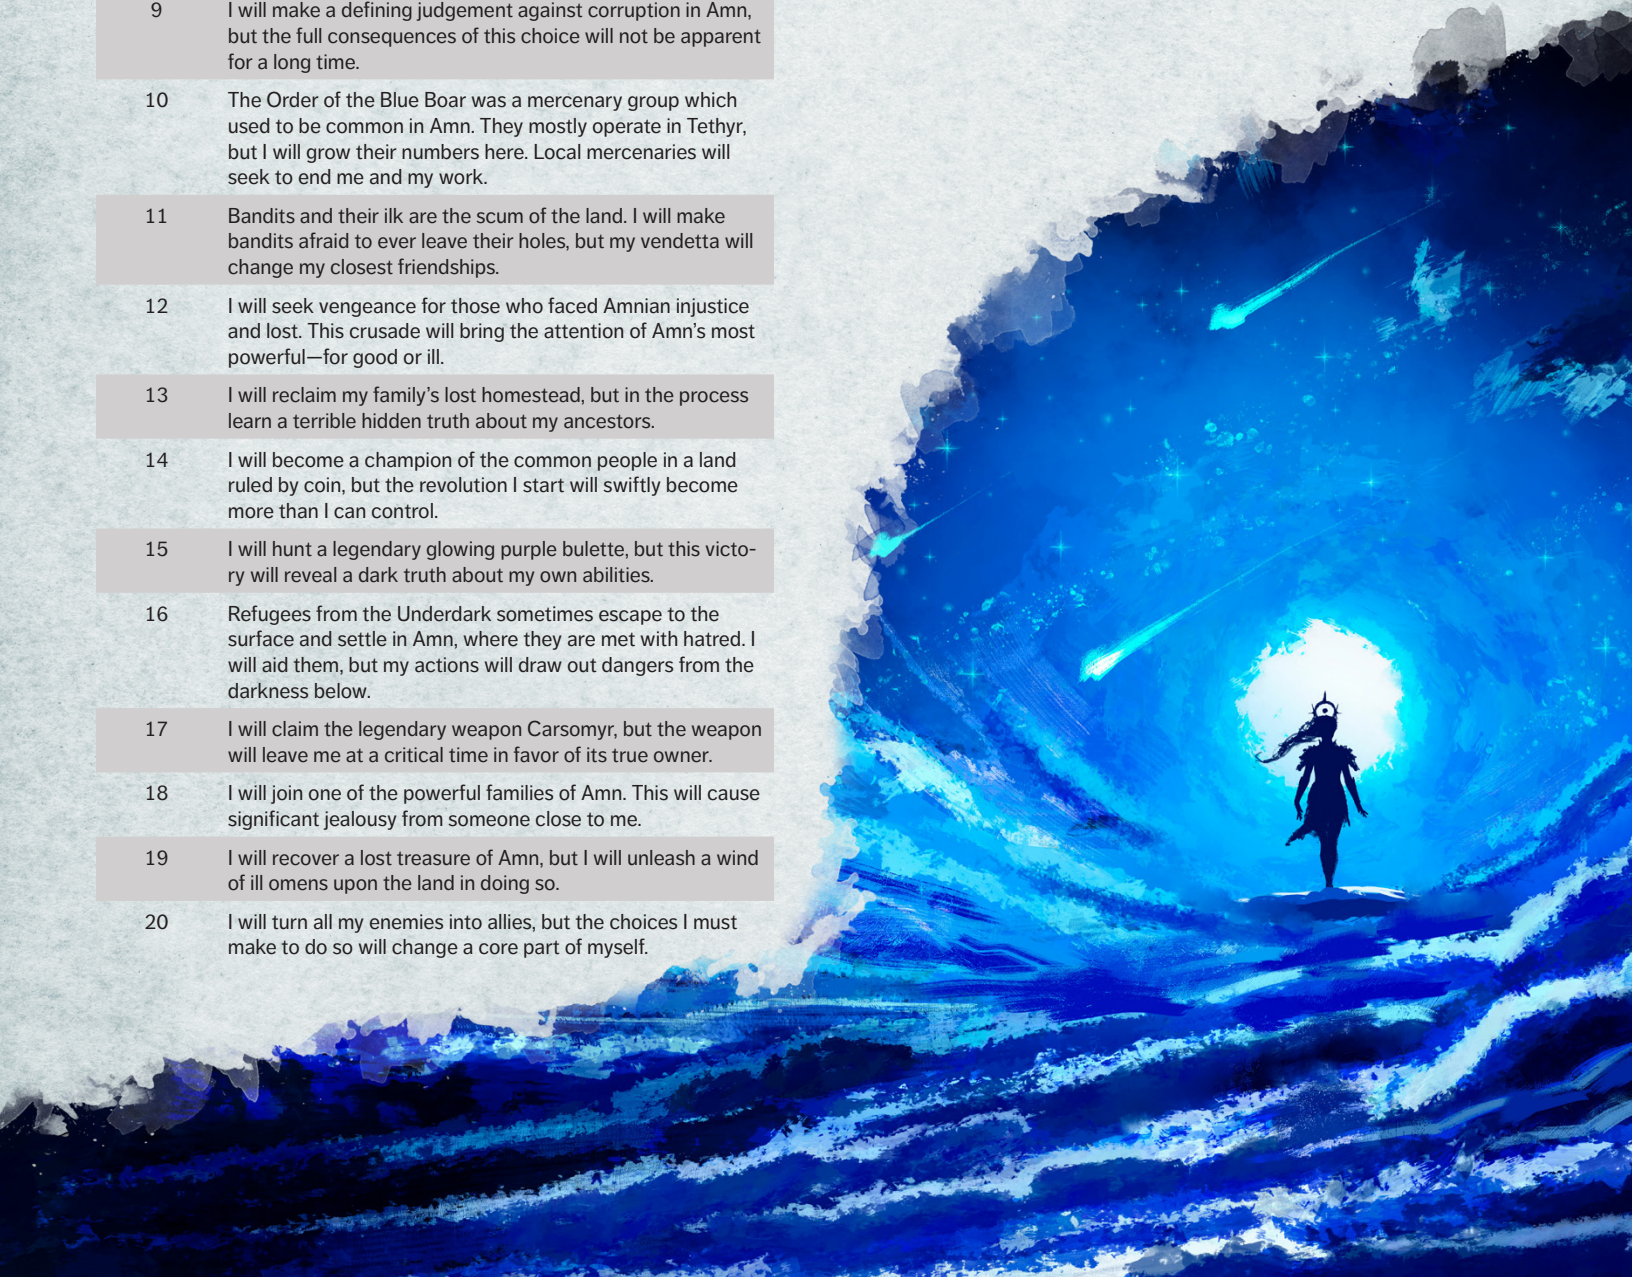 9 I will make a defining judgement against corruption in Amn,
but the full consequences of this choice will not be apparent
for a long time.
10 The Order of the Blue Boar was a mercenary group which
used to be common in Amn. They mostly operate in Tethyr,
but I will grow their numbers here. Local mercenaries will
seek to end me and my work.
11 Bandits and their ilk are the scum of the land. I will make
bandits afraid to ever leave their holes, but my vendetta will
change my closest friendships.
12 I will seek vengeance for those who faced Amnian injustice
and lost. This crusade will bring the attention of Amn's most
powerful—for good or ill.
13 I will reclaim my family's lost homestead, but in the process
learn a terrible hidden truth about my ancestors.
14 I will become a champion of the common people in a land
ruled by coin, but the revolution I start will swiftly become
more than I can control.
15 I will hunt a legendary glowing purple bulette, but this victo-
ry will reveal a dark truth about my own abilities.
16 Refugees from the Underdark sometimes escape to the
surface and settle in Amn, where they are met with hatred. I
will aid them, but my actions will draw out dangers from the
darkness below.
17 I will claim the legendary weapon Carsomyr, but the weapon
will leave me at a critical time in favor of its true owner.
18 I will join one of the powerful families of Amn. This will cause
significant jealousy from someone close to me.
19 I will recover a lost treasure of Amn, but I will unleash a wind
of ill omens upon the land in doing so.
20 I will turn all my enemies into allies, but the choices I must
make to do so will change a core part of myself.